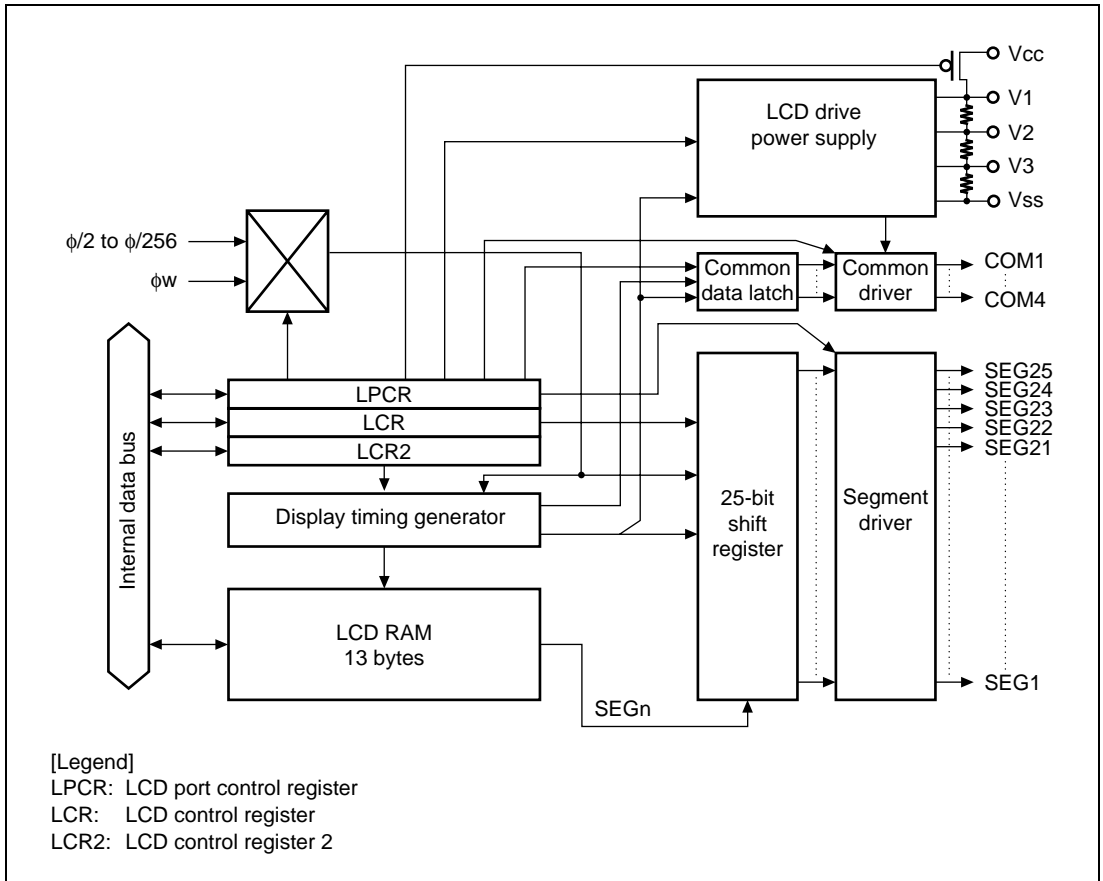 Vcc
V1
LCD drive
power supply
V2
V3
Vss
ϕ/2 to ϕ/256
ϕw
Common
data latch
Common
driver
COM1
COM4
LPCR
LCR
LCR2
Display timing generator
LCD RAM
13 bytes
Internal data bus
SEGn
25-bit
shift
register
Segment
driver
SEG25
SEG24
SEG23
SEG22
SEG21
SEG1
[Legend]
LPCR: LCD port control register
LCR: LCD control register
LCR2: LCD control register 2